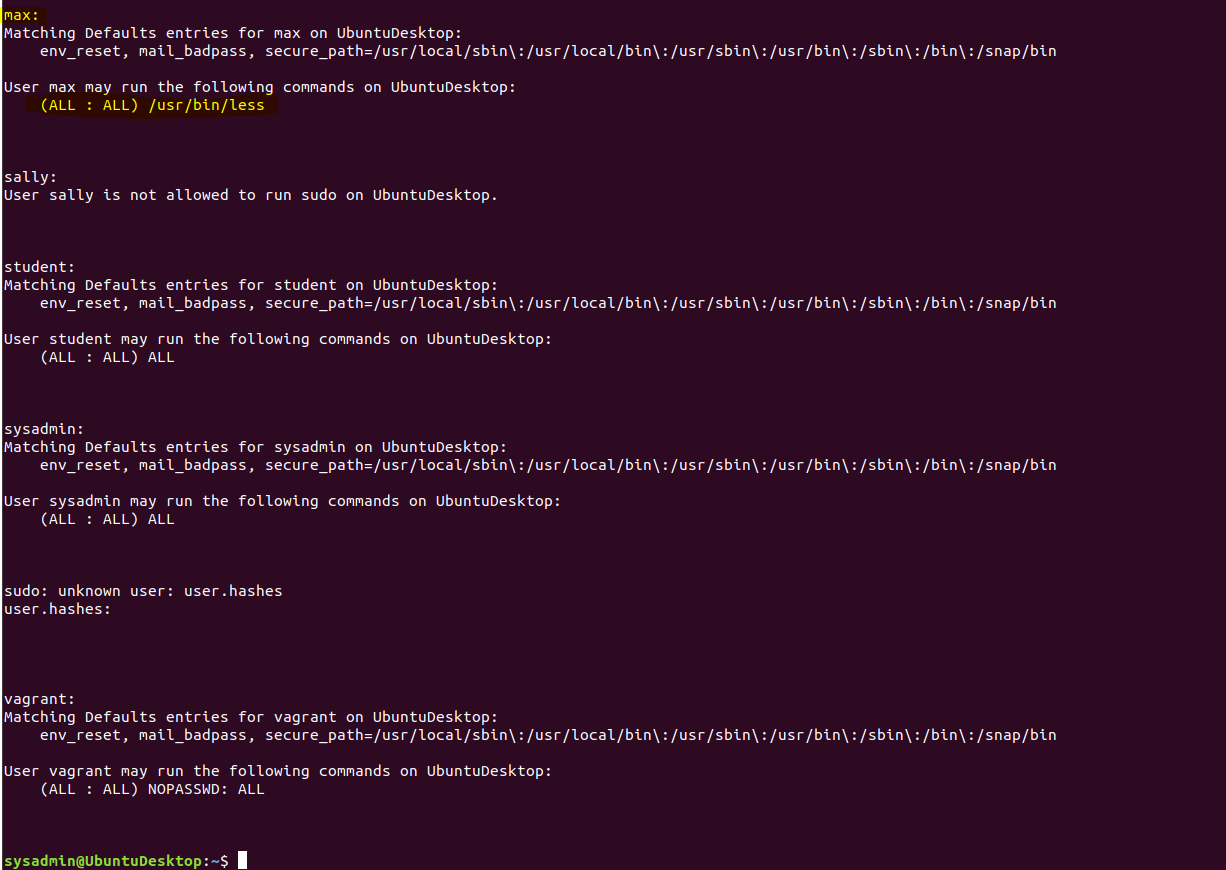 max:
Matching Defaults entries for max on UbuntuDesktop:
    env_reset, mail_badpass, secure_path=/usr/local/sbin\:/usr/local/bin\:/usr/sbin\:/usr/bin\:/sbin\:/bin\:/snap/bin
User max may run the following commands on UbuntuDesktop:
    (ALL : ALL) /usr/bin/less
sally:
User sally is not allowed to run sudo on UbuntuDesktop.
student:
Matching Defaults entries for student on UbuntuDesktop:
    env_reset, mail_badpass, secure_path=/usr/local/sbin\:/usr/local/bin\:/usr/sbin\:/usr/bin\:/sbin\:/bin\:/snap/bin
User student may run the following commands on UbuntuDesktop:
    (ALL : ALL) ALL
sysadmin:
Matching Defaults entries for sysadmin on UbuntuDesktop:
    env_reset, mail_badpass, secure_path=/usr/local/sbin\:/usr/local/bin\:/usr/sbin\:/usr/bin\:/sbin\:/bin\:/snap/bin
User sysadmin may run the following commands on UbuntuDesktop:
    (ALL : ALL) ALL
sudo: unknown user: user.hashes
user.hashes:
vagrant:
Matching Defaults entries for vagrant on UbuntuDesktop:
    env_reset, mail_badpass, secure_path=/usr/local/sbin\:/usr/local/bin\:/usr/sbin\:/usr/bin\:/sbin\:/bin\:/snap/bin
User vagrant may run the following commands on UbuntuDesktop:
    (ALL : ALL) NOPASSWD: ALL
sysadmin@UbuntuDesktop:~$